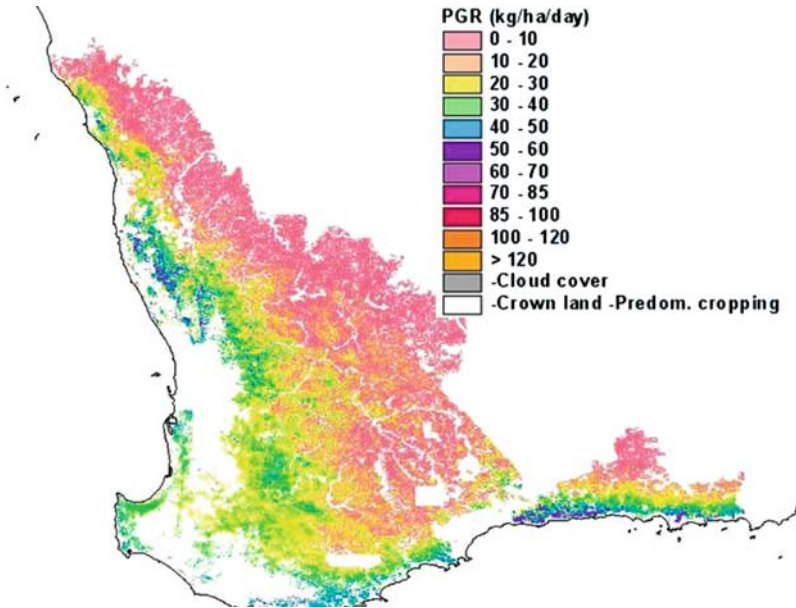 PGR (kg/ha/day)
0 - 10
10 - 20
20 - 30
30 - 40
40 - 50
50 - 60
60 - 70
70 - 85
85 - 100
100 - 120
> 120
-Cloud cover
-Crown land -Predom. cropping